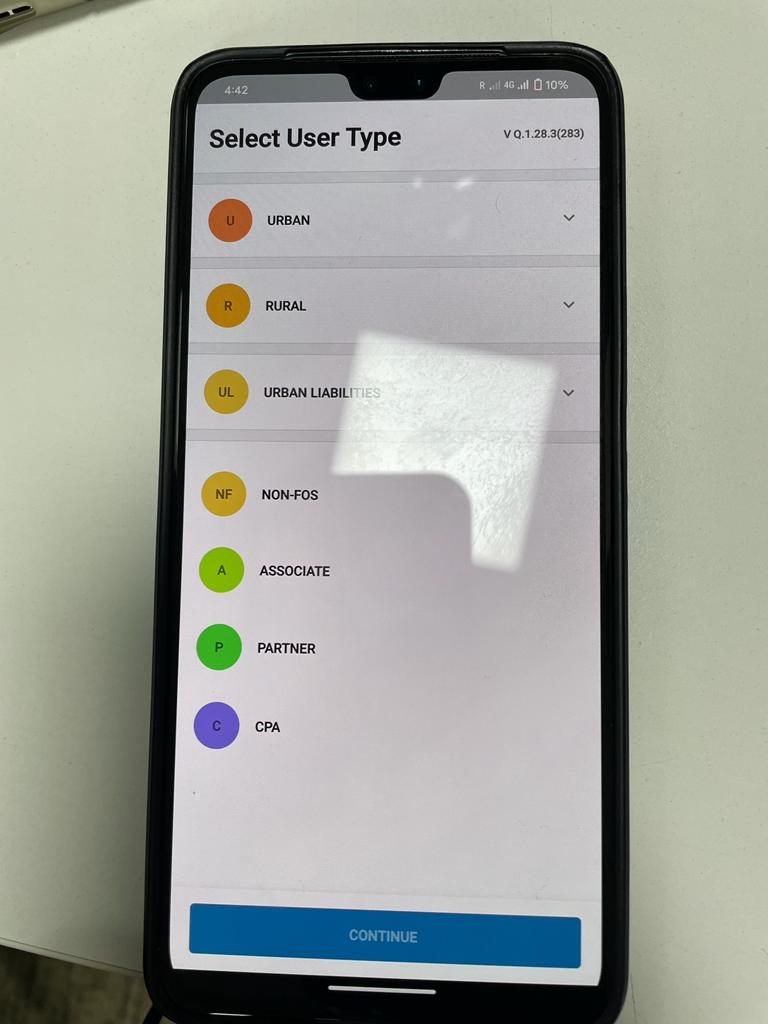 4:42
R 4G 10%
Select User Type
V Q.1.28.3(283)
U URBAN
R RURAL
UL URBAN LIABILITIES
NF NON-FOS
A ASSOCIATE
P PARTNER
C CPA
CONTINUE